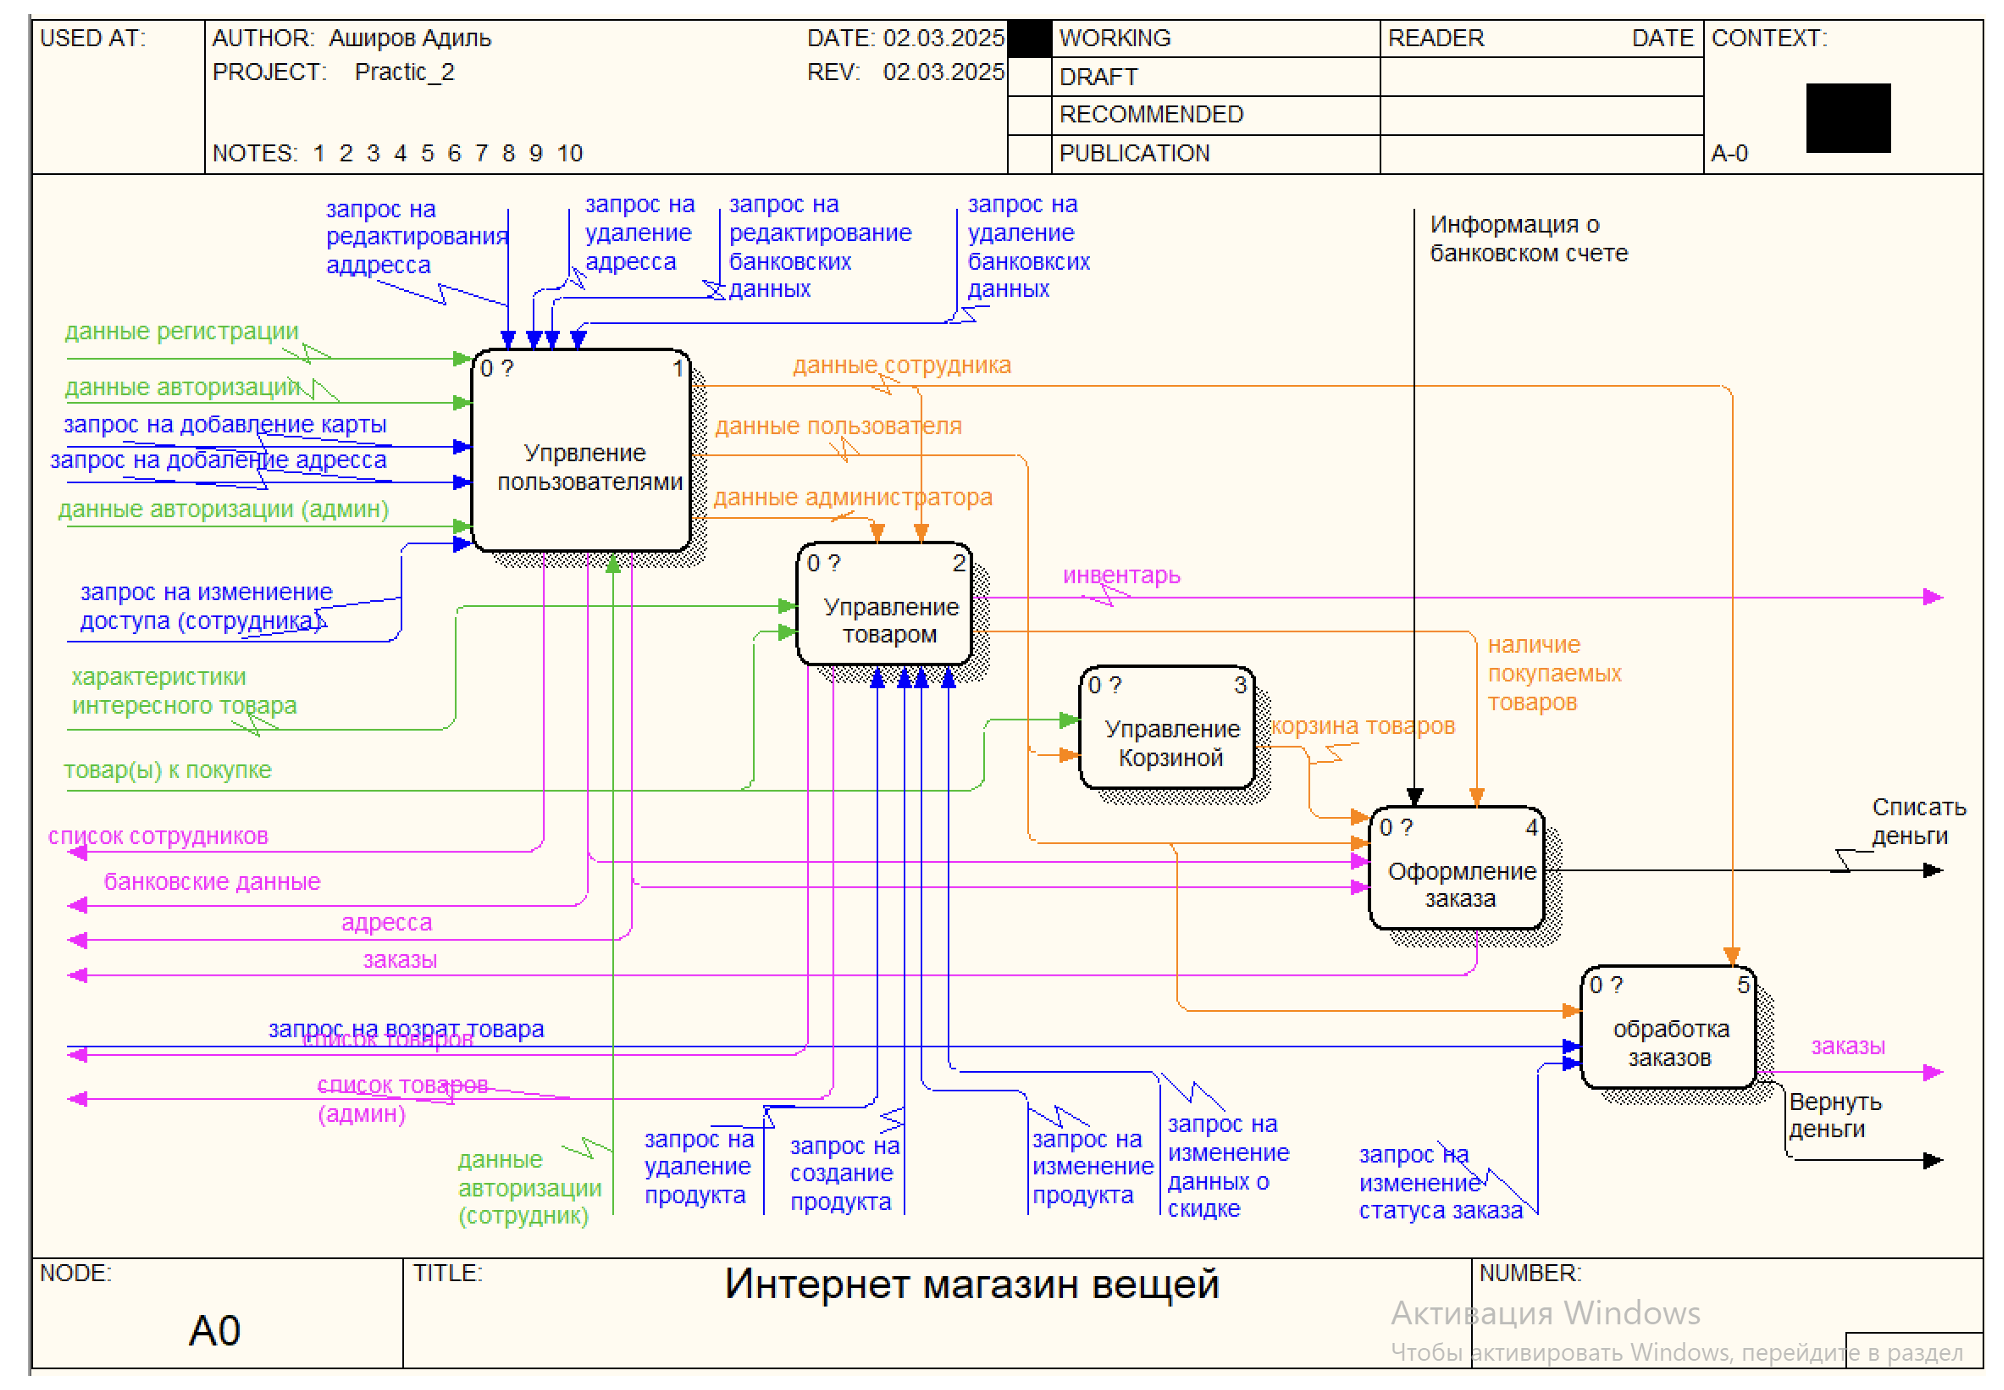 USED AT:
AUTHOR: Аширов Адиль
DATE: 02.03.2025
PROJECT: Practic_2
REV: 02.03.2025
NOTES: 1 2 3 4 5 6 7 8 9 10
WORKING
DRAFT
RECOMMENDED
PUBLICATION
READER
DATE
CONTEXT:
A-0
запрос на
редактирования
аддресса
запрос на
удаление
адресса
запрос на
редактирование
банковских
данных
запрос на
удаление
банковксих
данных
Информация о
банковском счете
данные регистрации
данные авторизации
запрос на добавление карты
запрос на добаление адресса
данные авторизации (админ)
запрос на измениение
доступа (сотрудника)
характеристики
интересного товара
товар(ы) к покупке
список сотрудников
банковские данные
адресса
заказы
запрос на возрат товара
список товаров
список товаров
(админ)
данные
авторизации
(сотрудник)
0 ?
1
Упрвление
пользователями
данные сотрудника
данные пользователя
данные администратора
0 ?
2
Управление
товаром
инвентарь
наличие
покупаемых
товаров
0 ?
3
Управление
Корзиной
корзина товаров
0 ?
4
Оформление
заказа
Списать
деньги
0 ?
5
обработка
заказов
заказы
Вернуть
деньги
запрос на
удаление
продукта
запрос на
создание
продукта
запрос на
изменение
продукта
запрос на
изменение
данных о
скидке
запрос на
изменение
статуса заказа
NODE:
A0
TITLE:
Интернет магазин вещей
NUMBER:
Активация Windows
Чтобы активировать Windows, перейдите в раздел